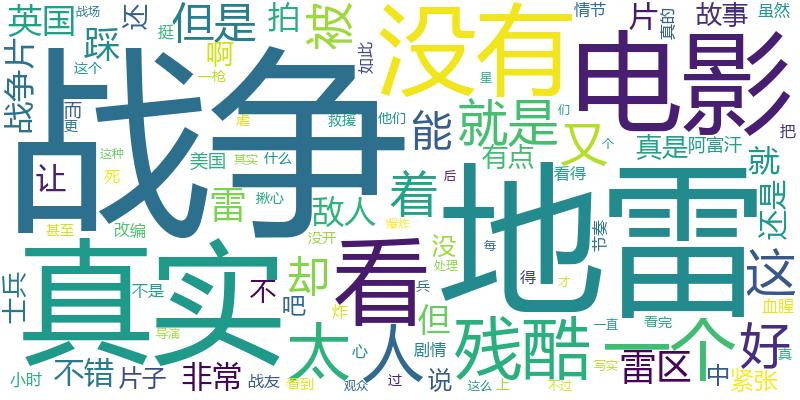 英国
战场
还
但是
拍
被
没有
情节
片
真的
故事
虽然
战争片
踩
挺
啊
如此
这个
一枪
战争
电影
星
们
而
更
虐
救援
他们
能
就是
又
个
把
这种
死
美国
其实
什么
有点
真是
阿富汗
就
让
雷
揪心
敌人
着
后
看得
地雷
还是
甚至
改编
没开
爆炸
没
处理
每
节奏
这
士兵
真实
不是
不
却
吧
看
兵
得
才
血腥
导演
炸
但
太
人
残酷
一直
一个
好
看完
真
小时
不错
片子
非常
战友
看到
心
观众
过
剧情
说
这么
上
不过
写实
雷区
中
紧张